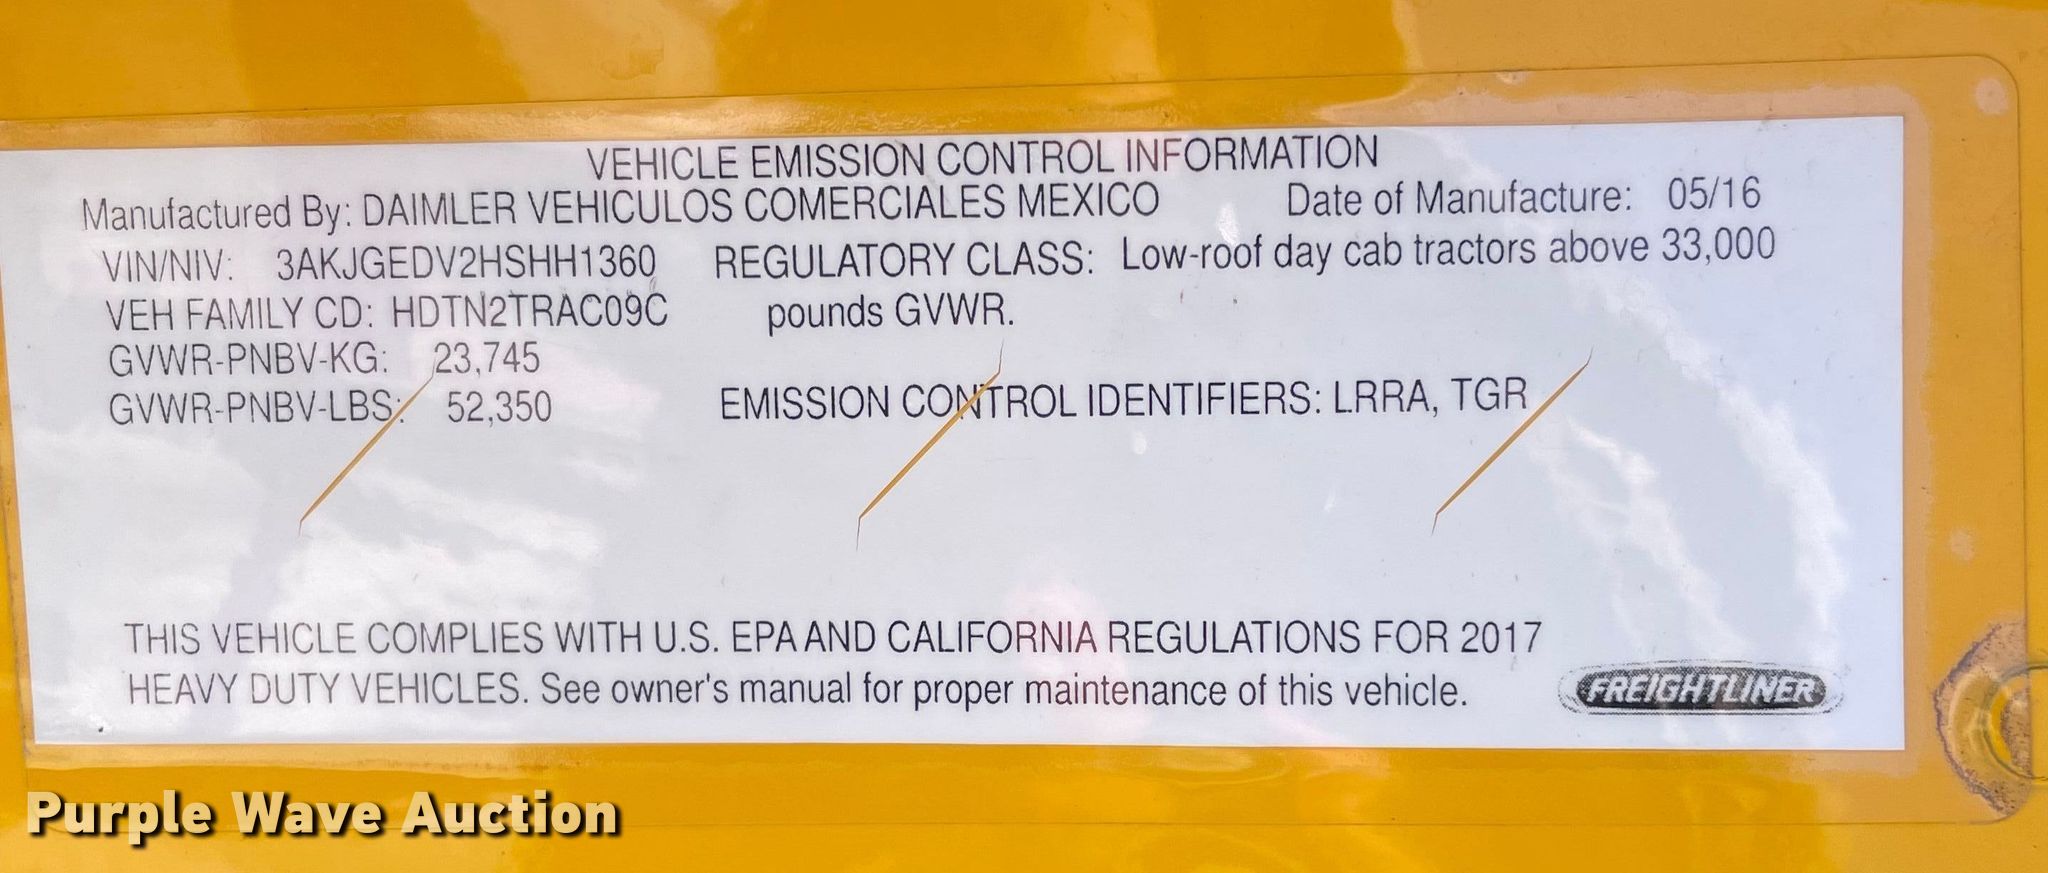 VEHICLE EMISSION CONTROL INFORMATION
Manufactured By: DAIMLER VEHICULOS COMERCIALES MEXICO Date of Manufacture: 05/16
VIN/NIV: 3AKJGEDV2HSHH1360 REGULATORY CLASS: Low-roof day cab tractors above 33,000
VEH FAMILY CD: HDTN2TRAC09C pounds GVWR.
GVWR-PNBV-KG: 23,745
GVWR-PNBV-LBS: 52,350 EMISSION CONTROL IDENTIFIERS: LRRA, TGR
THIS VEHICLE COMPLIES WITH U.S. EPA AND CALIFORNIA REGULATIONS FOR 2017
HEAVY DUTY VEHICLES. See owner's manual for proper maintenance of this vehicle.
FREIGHTLINER
Purple Wave Auction